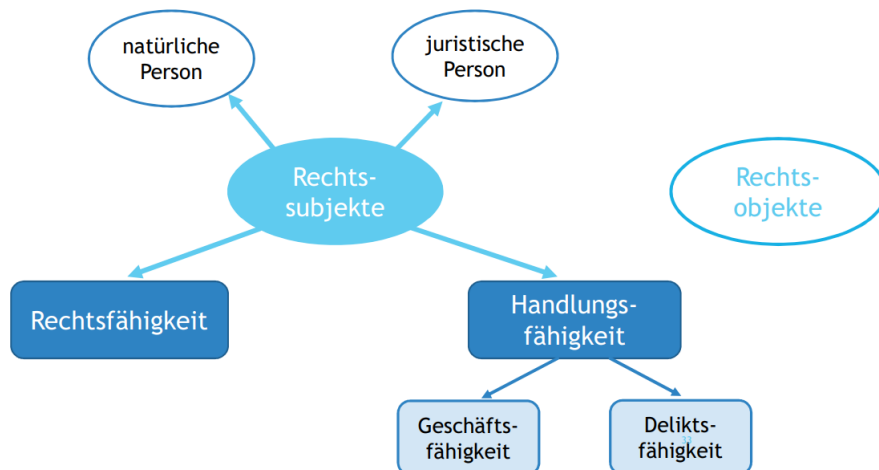 natürliche
Person
juristische
Person
Rechts-
subjekte
Rechts-
objekte
Rechtsfähigkeit
Handlungs-
fähigkeit
Geschäfts-
fähigkeit
Delikts-
fähigkeit